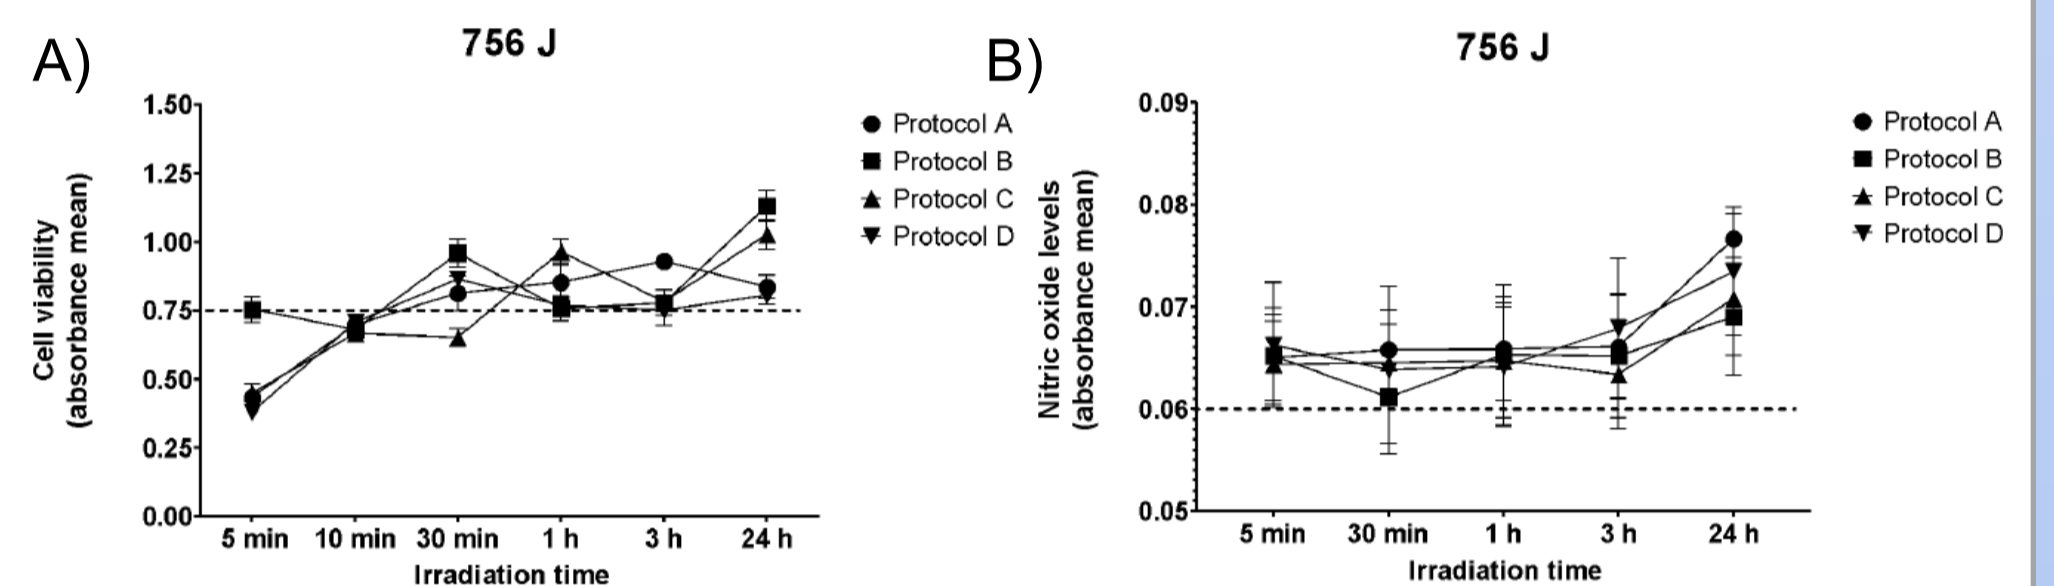 A)
756 J
Cell viability
(absorbance mean)
1.50
1.25
1.00
0.75
0.50
0.25
0.00
5 min 10 min 30 min 1 h 3 h 24 h
Irradiation time
Protocol A
Protocol B
Protocol C
Protocol D
B)
756 J
Nitric oxide levels
(absorbance mean)
0.09
0.08
0.07
0.06
0.05
5 min 30 min 1 h 3 h 24 h
Irradiation time
Protocol A
Protocol B
Protocol C
Protocol D